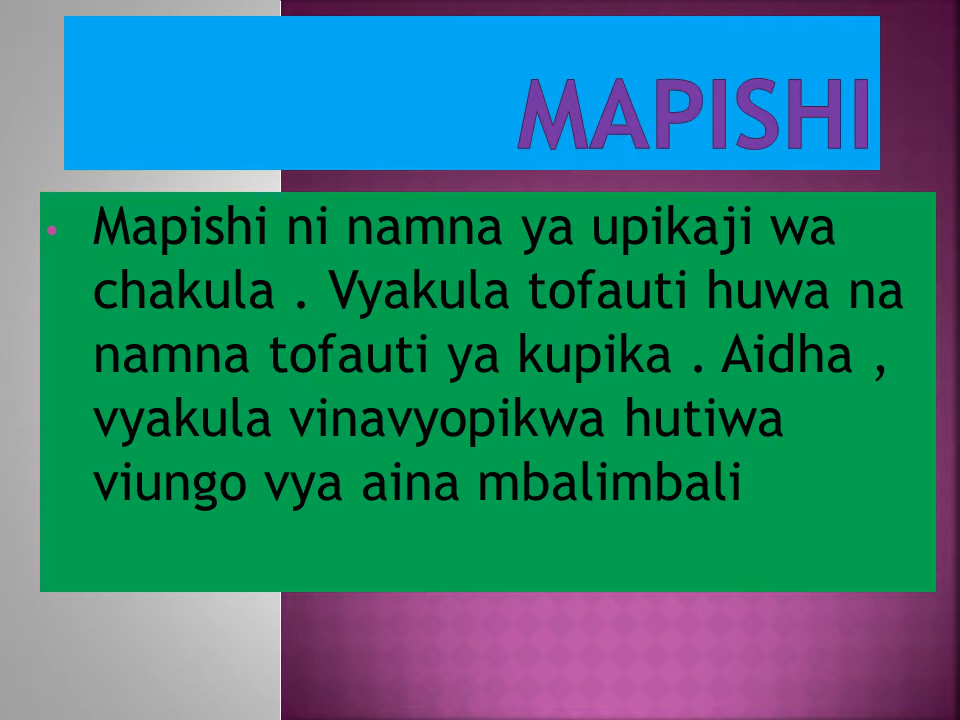 MAPISHI
• Mapishi ni namna ya upikaji wa
chakula . Vyakula tofauti huwa na
namna tofauti ya kupika . Aidha ,
vyakula vinavyopikwa hutiwa
viungo vya aina mbalimbali